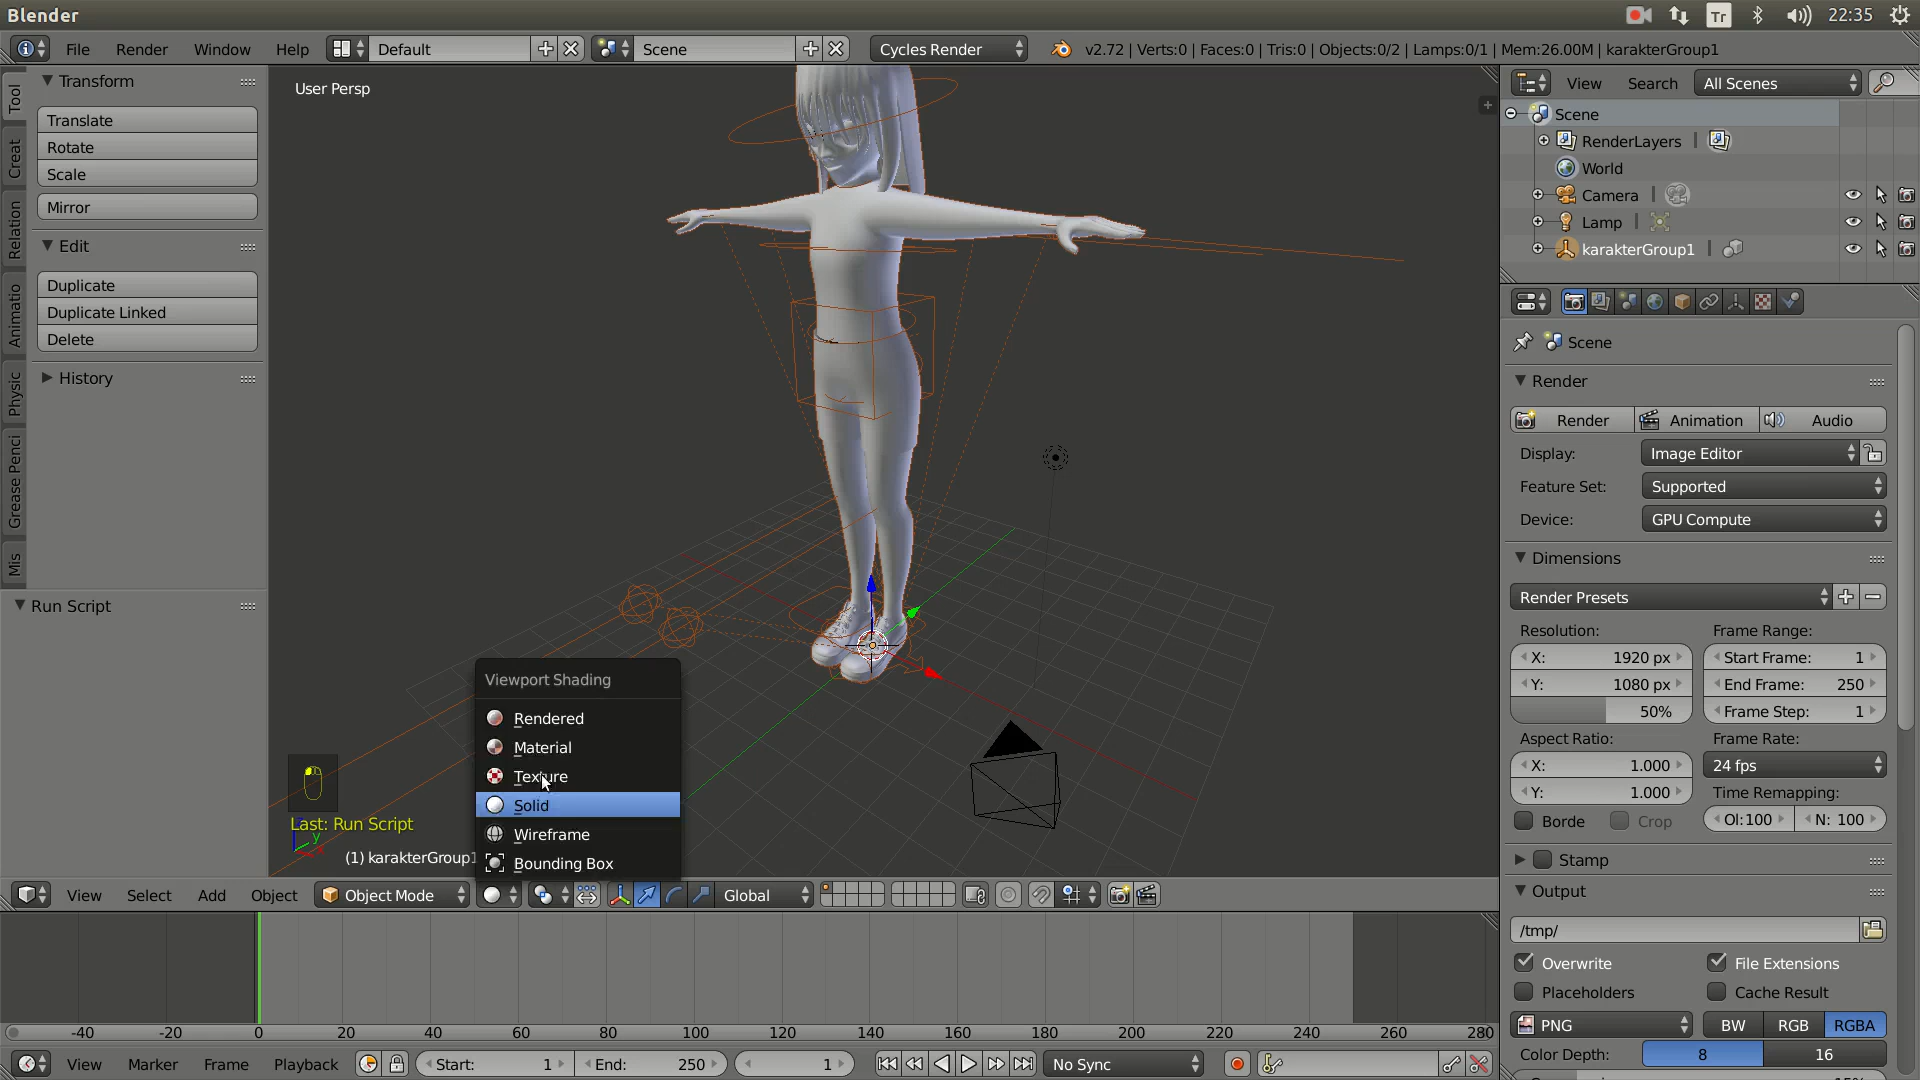 Blender
Tr
22:35
File
Render
Window
Help
Default
Scene
Cycles Render
v2.72 | Verts:0 | Faces:0 | Tris:0 | Objects:0/2 | Lamps:0/1 | Mem:26.00M | karakterGroup1
Tool
Creat
Relation
Animatio
Physic
Grease Penci
Mis
Transform
Translate
Rotate
Scale
Mirror
Edit
Duplicate
Duplicate Linked
Delete
History
Run Script
User Persp
Viewport Shading
Rendered
Material
Texture
Solid
Wireframe
Bounding Box
Last: Run Script
y
(1) karakterGroup1
View
Select
Add
Object
Object Mode
Global
-40 -20 0 20 40 60 80 100 120 140 160 180 200 220 240 260 280
View
Marker
Frame
Playback
Start: 1
End: 250
1
No Sync
View
Search
All Scenes
Scene
RenderLayers
World
Camera
Lamp
karakterGroup1
Scene
Render
Render
Animation
Audio
Display:
Image Editor
Feature Set:
Supported
Device:
GPU Compute
Dimensions
Render Presets
Resolution:
Frame Range:
X: 1920 px
Start Frame: 1
Y: 1080 px
End Frame: 250
50%
Frame Step: 1
Aspect Ratio:
Frame Rate:
X: 1.000
24 fps
Y: 1.000
Time Remapping:
Borde
Crop
Ol:100
N: 100
Stamp
Output
/tmp/
Overwrite
File Extensions
Placeholders
Cache Result
PNG
BW
RGB
RGBA
Color Depth:
8
16